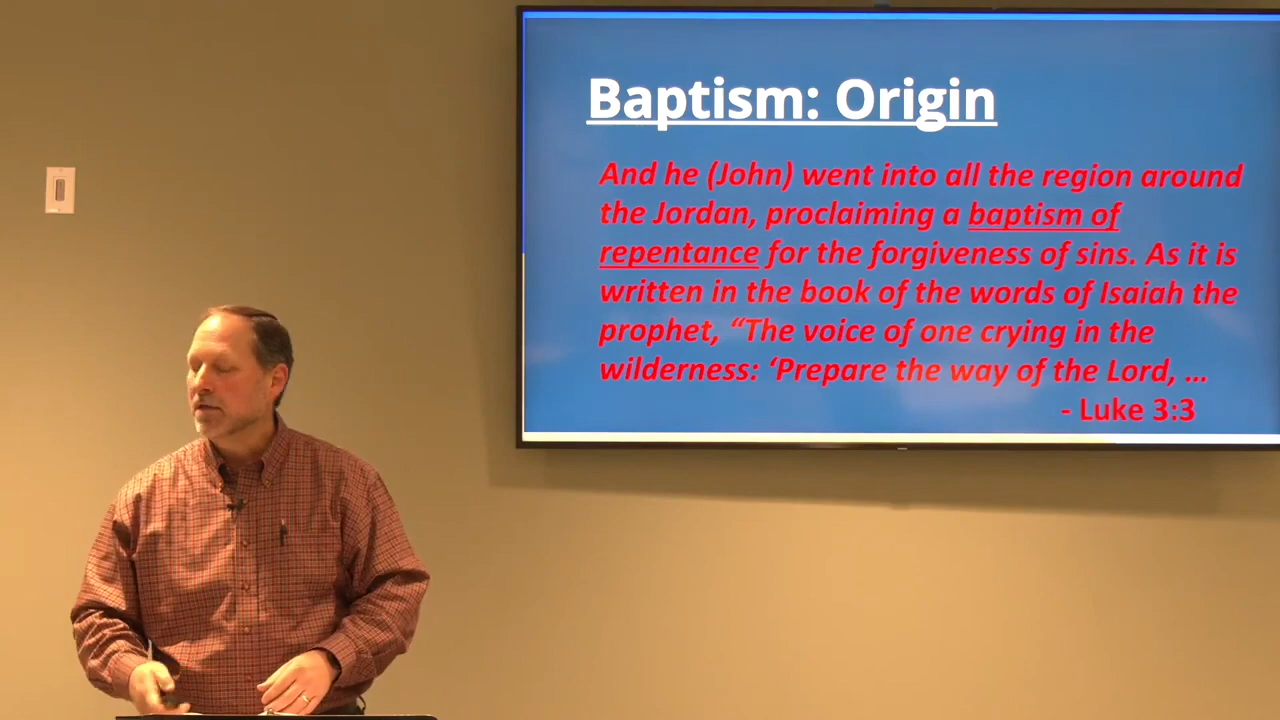 Baptism: Origin
And he (John) went into all the region around
the Jordan, proclaiming a baptism of
repentance for the forgiveness of sins. As it is
written in the book of the words of Isaiah the
prophet, “The voice of one crying in the
wilderness: ‘Prepare the way of the Lord, ...
- Luke 3:3